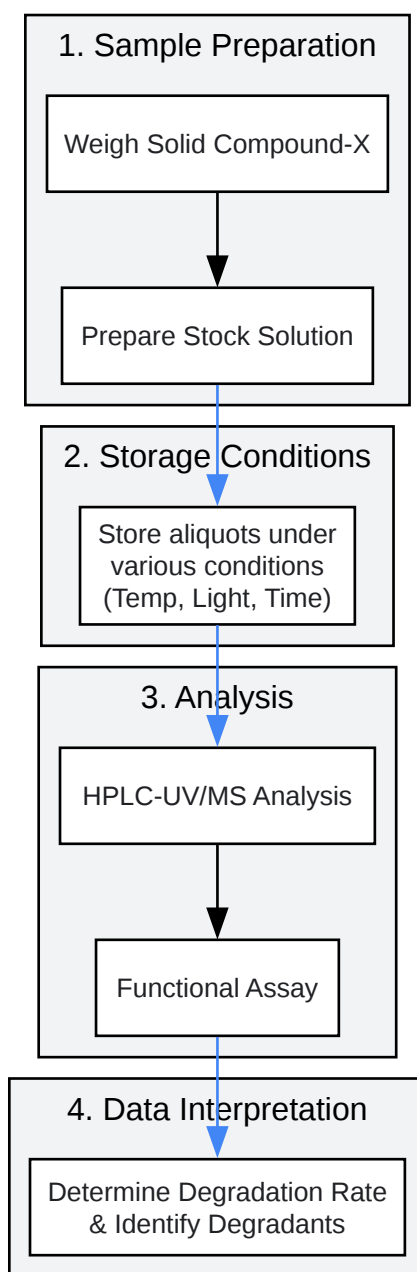 1. Sample Preparation
Weigh Solid Compound-X
Prepare Stock Solution
2. Storage Conditions
Store aliquots under
various conditions
(Temp, Light, Time)
3. Analysis
HPLC-UV/MS Analysis
Functional Assay
4. Data Interpretation
Determine Degradation Rate
& Identify Degradants